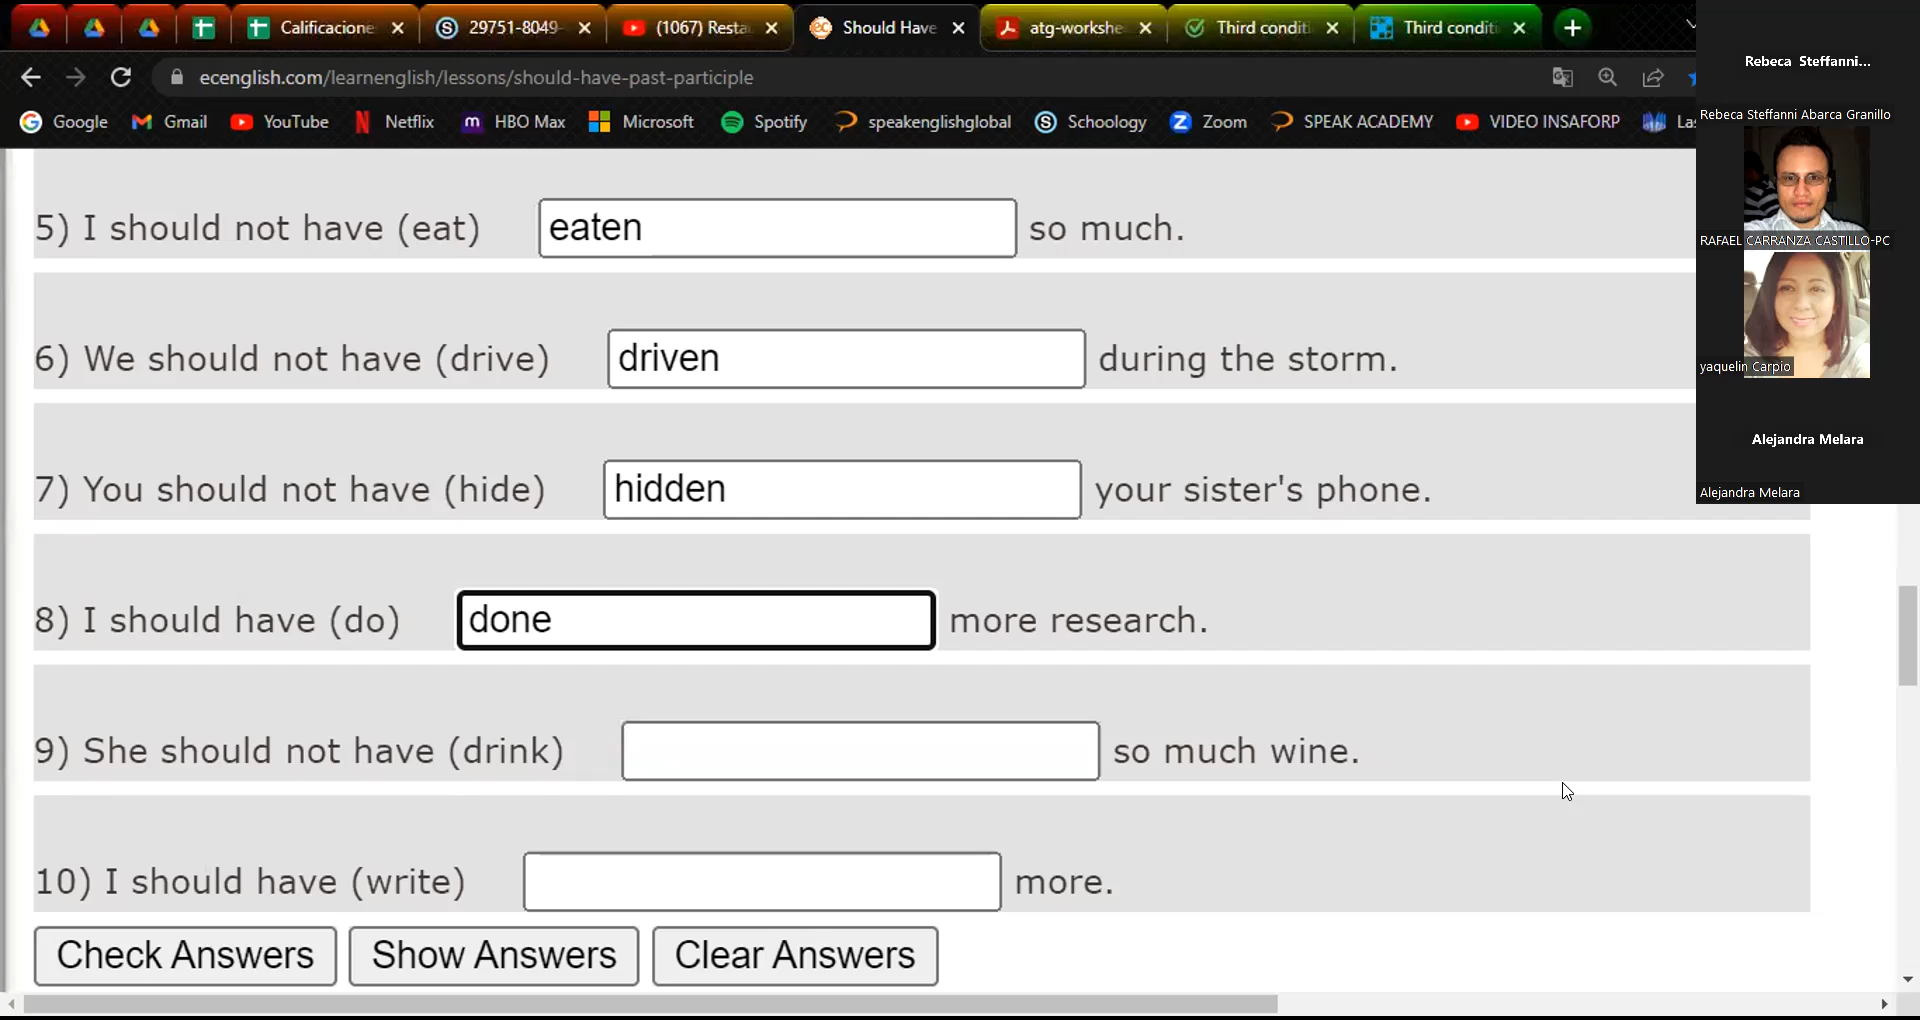 Calificacione
29751-8049-
(1067) Resta
Should Have
atg-workshe
Third conditi
Third conditi
ecenglish.com/learnenglish/lessons/should-have-past-participle
Google
Gmail
YouTube
Netflix
HBO Max
Microsoft
Spotify
speakenglishglobal
Schoology
Zoom
SPEAK ACADEMY
VIDEO INSAFORP
Las
Rebeca Steffanni...
Rebeca Steffanni Abarca Granillo
RAFAEL CARRANZA CASTILLO-PC
yaquelin Carpio
Alejandra Melara
Alejandra Melara
5) I should not have (eat) eaten so much.
6) We should not have (drive) driven during the storm.
7) You should not have (hide) hidden your sister's phone.
8) I should have (do) done more research.
9) She should not have (drink) so much wine.
10) I should have (write) more.
Check Answers Show Answers Clear Answers